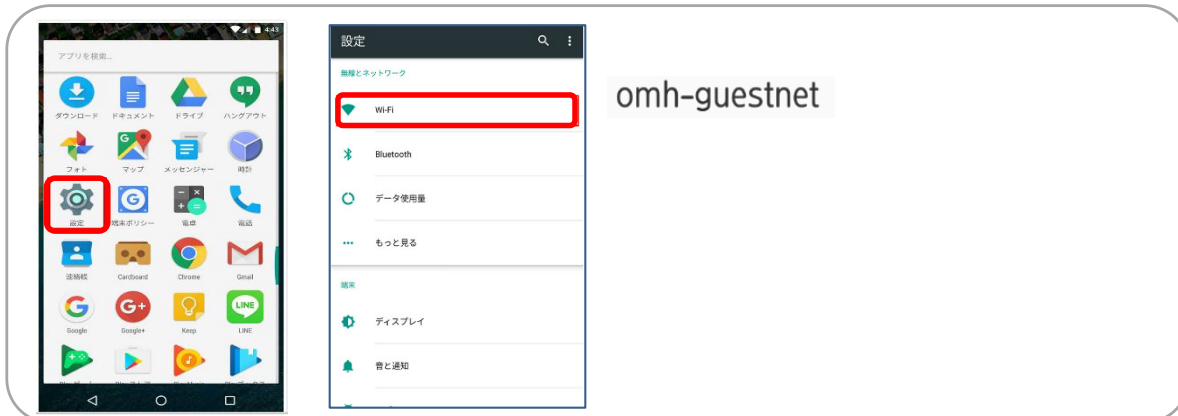 4:43
アプリを検索...
ダウンロード ドキュメント ドライブ ハングアウト
フォト マップ メッセンジャー 時計
設定 端末ポリシー 電卓 電話
連絡帳 Cardboard Chrome Gmail
Google Google+ Keep LINE
設定
無線とネットワーク
Wi-Fi
Bluetooth
データ使用量
もっと見る
端末
ディスプレイ
音と通知
omh-guestnet